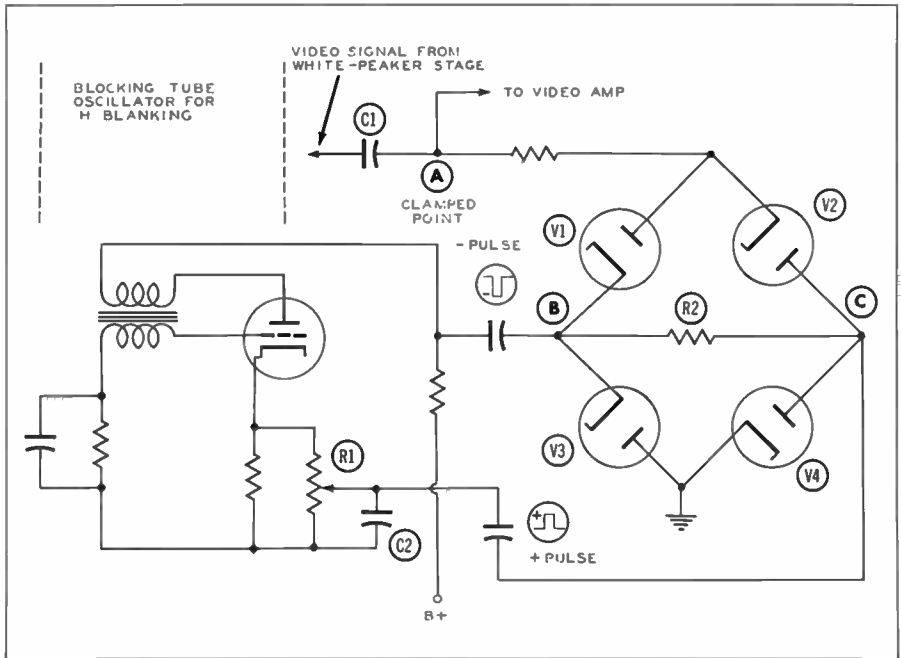 VIDEO SIGNAL FROM
WHITE-PEAKER STAGE
BLOCKING TUBE
OSCILLATOR FOR
H BLANKING
TO VIDEO AMP
C1
A
CLAMPED
POINT
V1
V2
- PULSE
B
R2
C
V3
V4
R1
C2
+
+ PULSE
B+